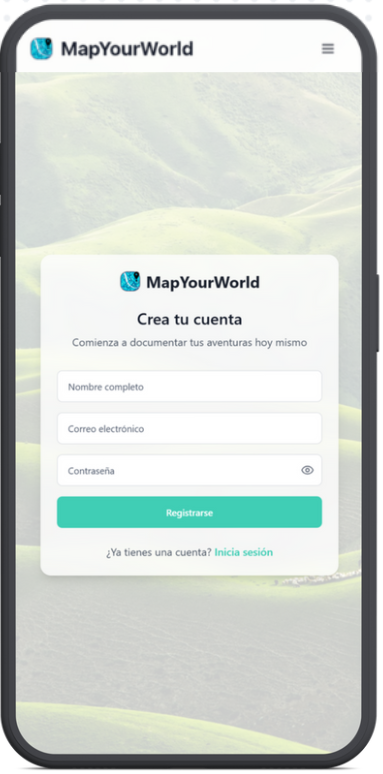 MapYourWorld
MapYourWorld
Crea tu cuenta
Comienza a documentar tus aventuras hoy mismo
Nombre completo
Correo electrónico
Contraseña
Registrarse
¿Ya tienes una cuenta? Inicia sesión